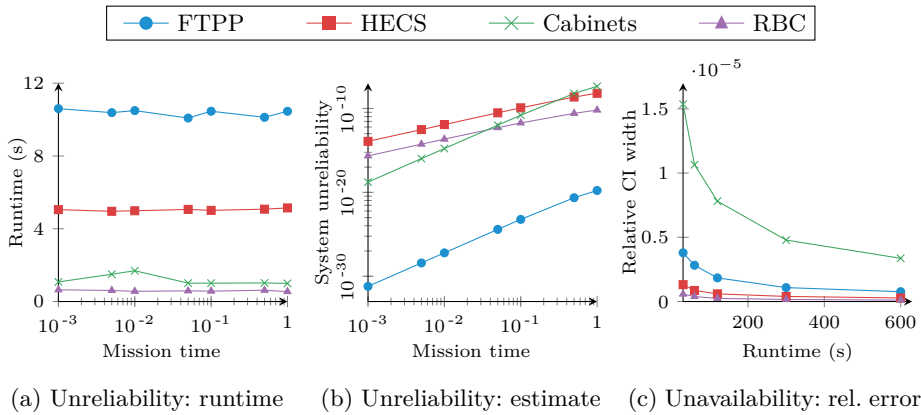 FTPP HECS Cabinets RBC
12
8
4
0
Runtime (s)
10^−3 10^−2 10^−1 1
Mission time
(a) Unreliability: runtime
10^−10
10^−20
10^−30
System unreliability
10^−3 10^−2 10^−1 1
Mission time
(b) Unreliability: estimate
·10^−5
1.5
1
0.5
0
Relative CI width
200 400 600
Runtime (s)
(c) Unavailability: rel. error